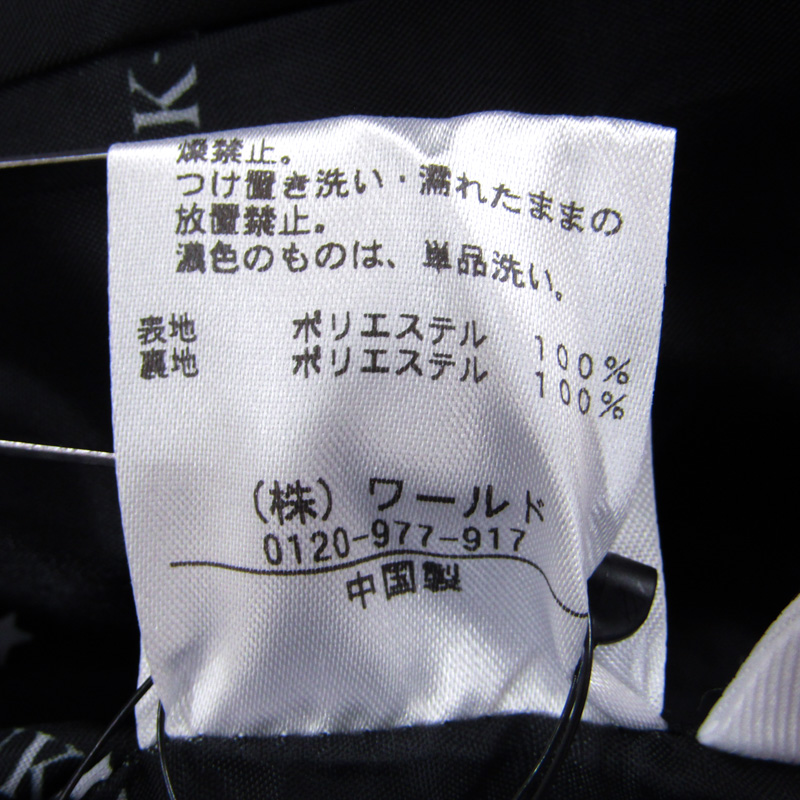 K
燥禁止。
つけ置き洗い・濡れたままの
放置禁止。
濃色のものは、単品洗い。
表地 ポリエステル 100%
裏地 ポリエステル 100%
(株) ワールド
0120-977-917
中国製
K